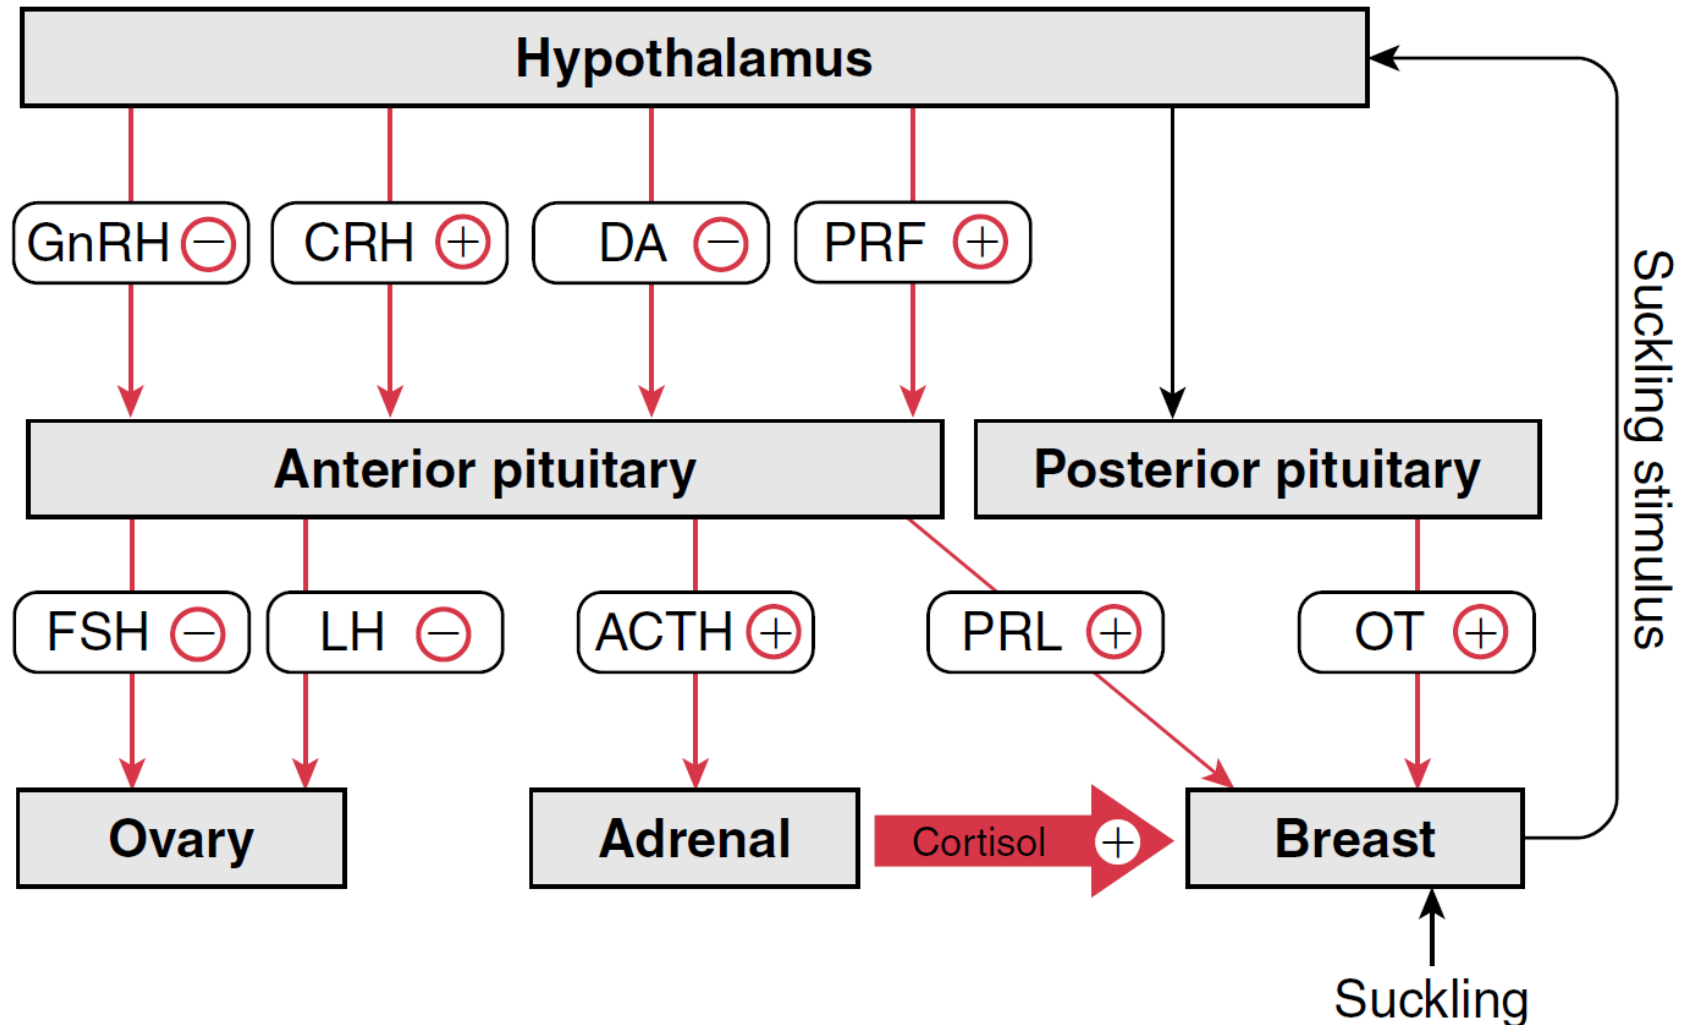 Hypothalamus
GnRH −
CRH +
DA −
PRF +
Suckling stimulus
Anterior pituitary
Posterior pituitary
FSH −
LH −
ACTH +
PRL +
OT +
Ovary
Adrenal
Cortisol +
Breast
Suckling